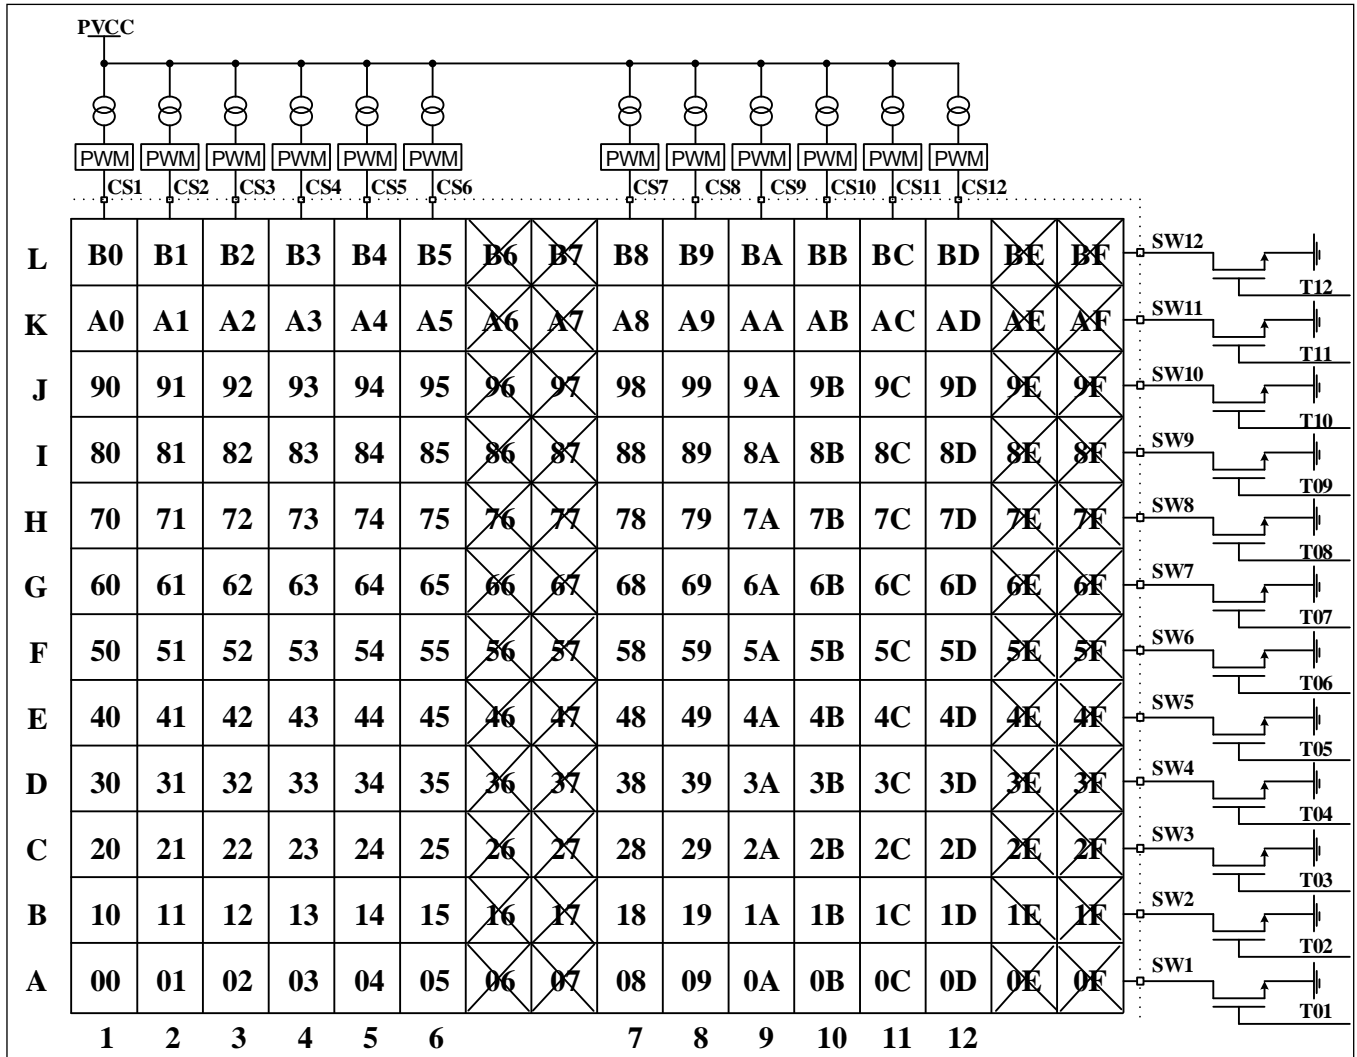 PVCC
PWM PWM PWM PWM PWM PWM PWM PWM PWM PWM PWM PWM
CS1 CS2 CS3 CS4 CS5 CS6 CS7 CS8 CS9 CS10 CS11 CS12
L B0 B1 B2 B3 B4 B5 B6 B7 B8 B9 BA BB BC BD BE BF SW12
T12
K A0 A1 A2 A3 A4 A5 A6 A7 A8 A9 AA AB AC AD AE AF SW11
T11
J 90 91 92 93 94 95 96 97 98 99 9A 9B 9C 9D 9E 9F SW10
T10
I 80 81 82 83 84 85 86 87 88 89 8A 8B 8C 8D 8E 8F SW9
T09
H 70 71 72 73 74 75 76 77 78 79 7A 7B 7C 7D 7E 7F SW8
T08
G 60 61 62 63 64 65 66 67 68 69 6A 6B 6C 6D 6E 6F SW7
T07
F 50 51 52 53 54 55 56 57 58 59 5A 5B 5C 5D 5E 5F SW6
T06
E 40 41 42 43 44 45 46 47 48 49 4A 4B 4C 4D 4E 4F SW5
T05
D 30 31 32 33 34 35 36 37 38 39 3A 3B 3C 3D 3E 3F SW4
T04
C 20 21 22 23 24 25 26 27 28 29 2A 2B 2C 2D 2E 2F SW3
T03
B 10 11 12 13 14 15 16 17 18 19 1A 1B 1C 1D 1E 1F SW2
T02
A 00 01 02 03 04 05 06 07 08 09 0A 0B 0C 0D 0E 0F SW1
T01
1 2 3 4 5 6 7 8 9 10 11 12